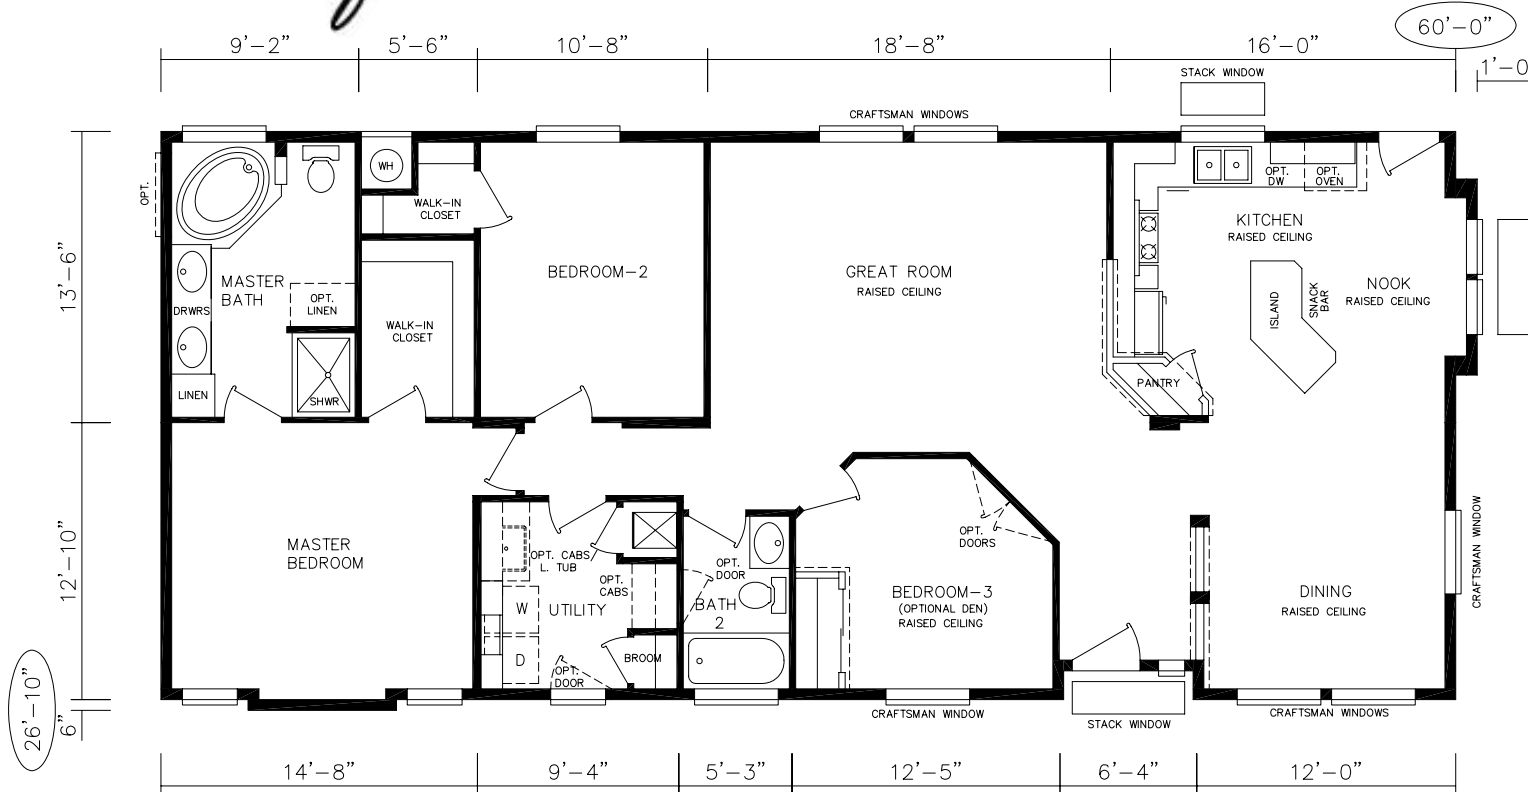 60'-0"
9'-2"
5'-6"
10'-8"
18'-8"
16'-0"
1'-0
STACK WINDOW
CRAFTSMAN WINDOWS
OPT.
WH
WALK-IN
CLOSET
OPT.
DW
OPT.
OVEN
KITCHEN
RAISED CEILING
13'-6"
MASTER
BATH
DRWRS
OPT.
LINEN
WALK-IN
CLOSET
BEDROOM-2
GREAT ROOM
RAISED CEILING
ISLAND
SNACK
BAR
NOOK
RAISED CEILING
LINEN
SHWR
PANTRY
MASTER
BEDROOM
12'-10"
OPT. CABS
L. TUB
OPT.
CABS
W
UTILITY
D
BROOM
OPT.
DOOR
OPT.
DOOR
BATH
2
OPT.
DOORS
BEDROOM-3
(OPTIONAL DEN)
RAISED CEILING
DINING
RAISED CEILING
CRAFTSMAN WINDOW
CRAFTSMAN WINDOW
STACK WINDOW
CRAFTSMAN WINDOWS
26'-10"
6"
14'-8"
9'-4"
5'-3"
12'-5"
6'-4"
12'-0"